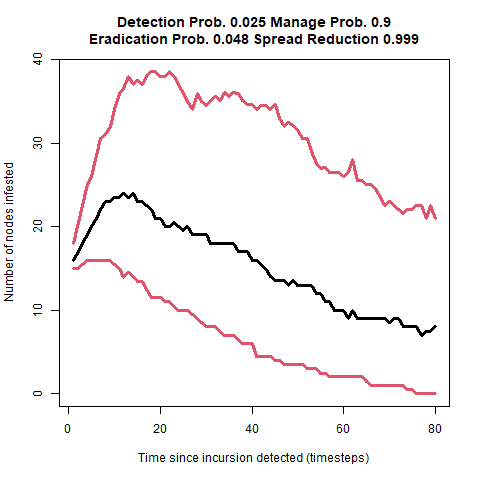 Detection Prob. 0.025 Manage Prob. 0.9
Eradication Prob. 0.048 Spread Reduction 0.999
Number of nodes infested
40
30
20
10
0
0 20 40 60 80
Time since incursion detected (timesteps)